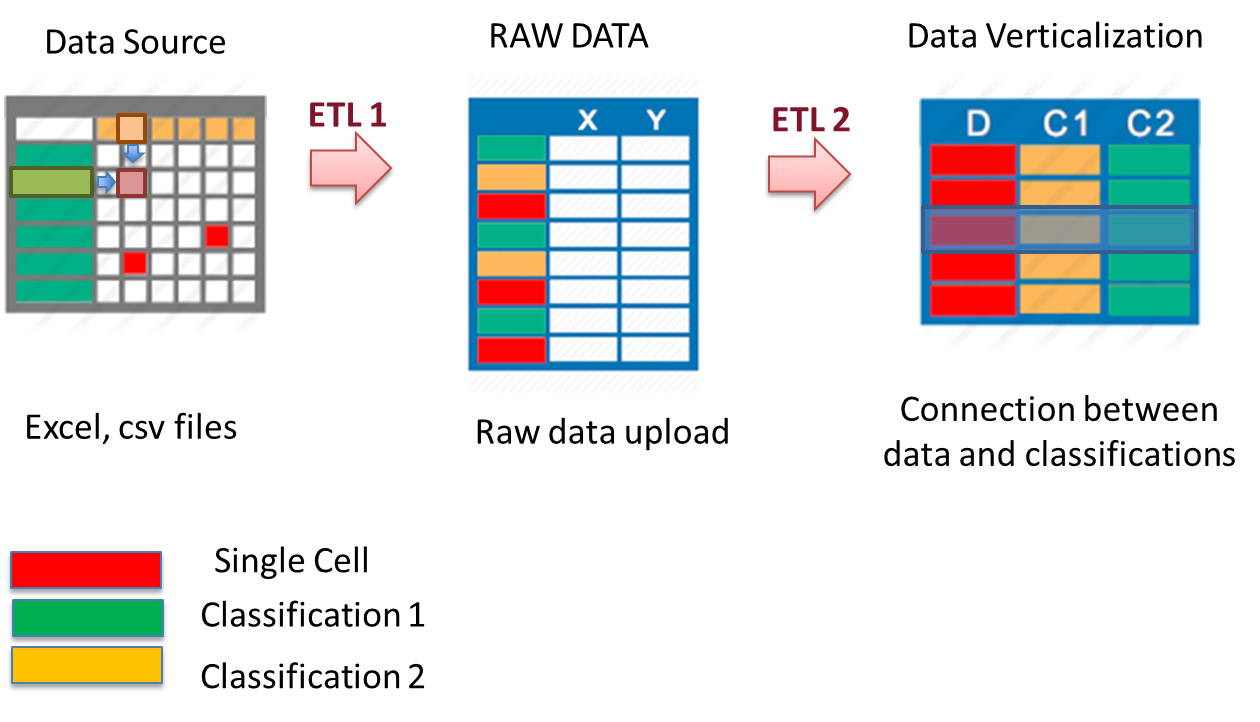 Data Source
RAW DATA
Data Verticalization
ETL 1
ETL 2
X Y
D C1 C2
Excel, csv files
Raw data upload
Connection between
data and classifications
Single Cell
Classification 1
Classification 2